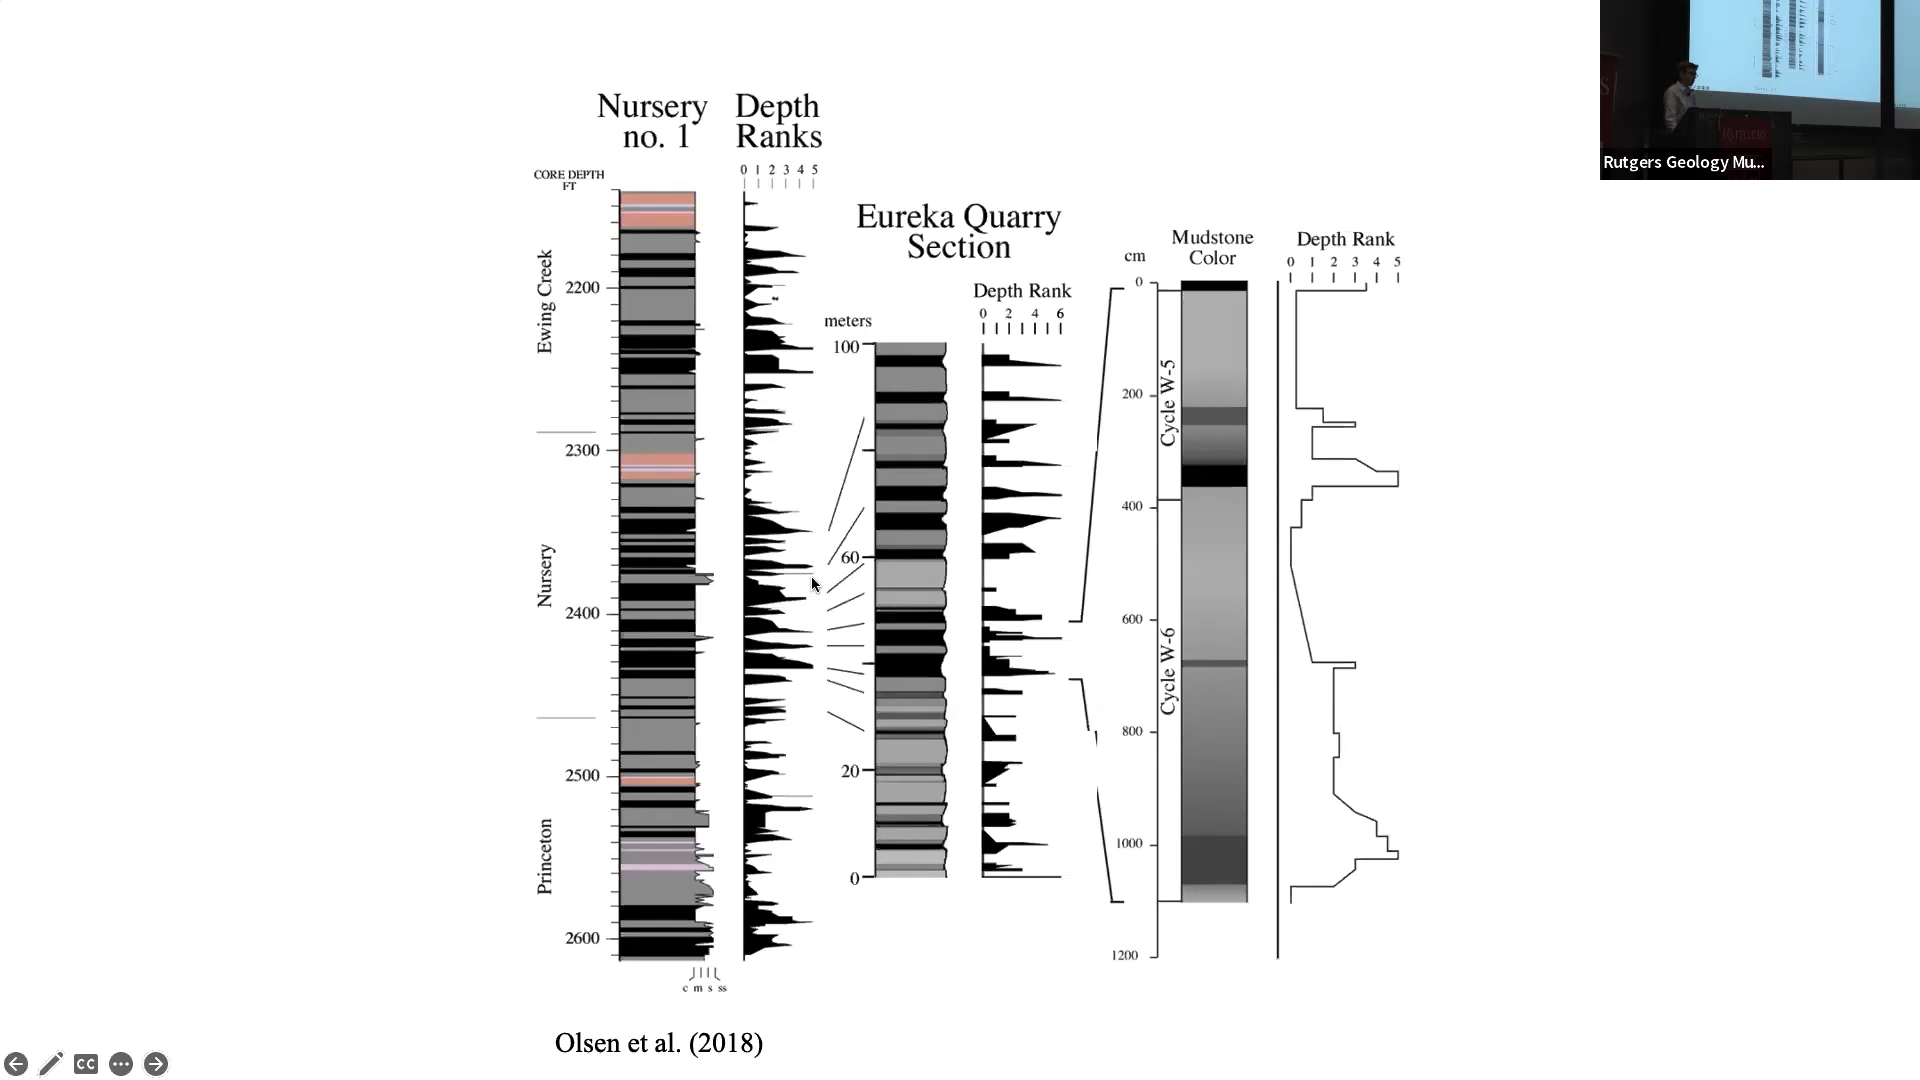 Nursery
no. 1
Depth
Ranks
CORE DEPTH
FT
0 1 2 3 4 5
2200
2300
2400
2500
2600
Ewing Creek
Nursery
Princeton
c m s ss
Eureka Quarry
Section
Depth Rank
0 2 4 6
meters
100
60
20
0
cm
Mudstone
Color
Depth Rank
0 1 2 3 4 5
0
200
400
600
800
1000
1200
Cycle W-5
Cycle W-6
Olsen et al. (2018)
CC
RUTGERS
Rutgers Geology Mu...